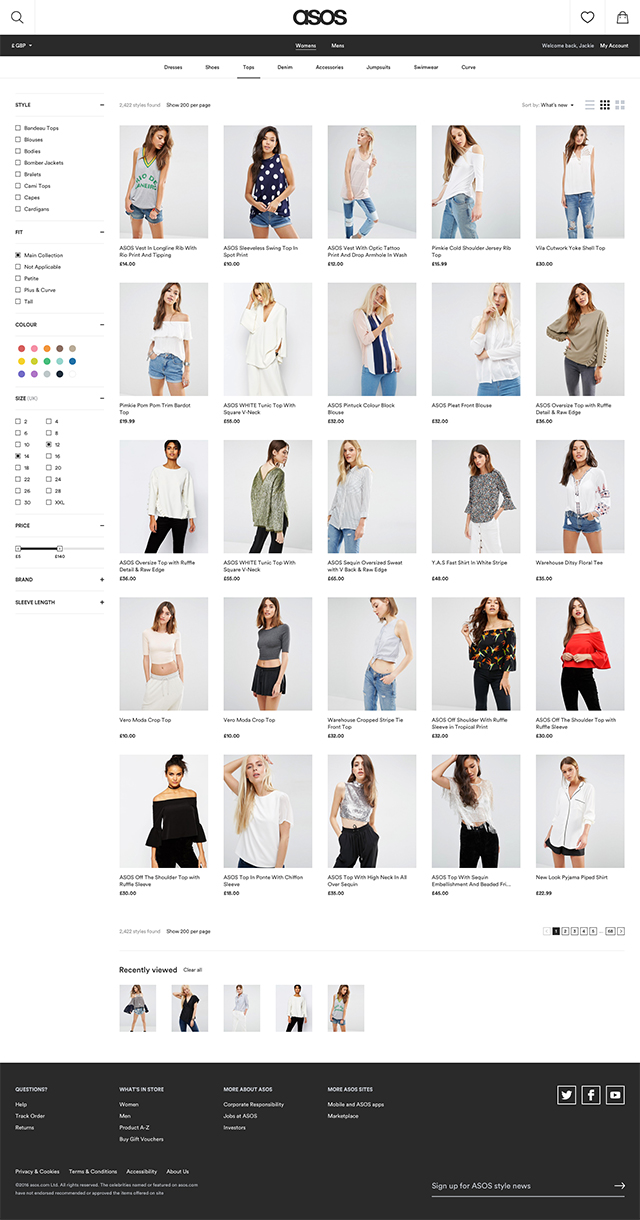 asos
£ GBP
Womens
Mens
Welcome back, Jackie
My Account
Dresses
Shoes
Tops
Denim
Accessories
Jumpsuits
Swimwear
Curve
STYLE
Bandeau Tops
Blouses
Bodies
Bomber Jackets
Bralets
Cami Tops
Capes
Cardigans
FIT
Main Collection
Not Applicable
Petite
Plus & Curve
Tall
COLOUR
SIZE (UK)
2 4
6 8
10 12
14 16
18 20
22 24
26 28
30 XXL
PRICE
£5 £140
BRAND
SLEEVE LENGTH
2,422 styles found
Show 200 per page
Sort by: What's new
ASOS Vest In Longline Rib With
Rio Print And Tipping
£14.00
ASOS Sleeveless Swing Top In
Spot Print
£10.00
ASOS Vest With Optic Tattoo
Print And Drop Armhole In Wash
£12.00
Pimkie Cold Shoulder Jersey Rib
Top
£15.99
Vila Cutwork Yoke Shell Top
£30.00
Pimkie Pom Pom Trim Bardot
Top
£19.99
ASOS WHITE Tunic Top With
Square V-Neck
£55.00
ASOS Pintuck Colour Block
Blouse
£32.00
ASOS Pleat Front Blouse
£32.00
ASOS Oversize Top with Ruffle
Detail & Raw Edge
£36.00
ASOS Oversize Top with Ruffle
Detail & Raw Edge
£36.00
ASOS WHITE Tunic Top With
Square V-Neck
£55.00
ASOS Sequin Oversized Sweat
with V Back & Raw Edge
£65.00
Y.A.S Fast Shirt In White Stripe
£48.00
Warehouse Ditsy Floral Tee
£35.00
Vero Moda Crop Top
£10.00
Vero Moda Crop Top
£10.00
Warehouse Cropped Stripe Tie
Front Top
£32.00
ASOS Off Shoulder With Ruffle
Sleeve in Tropical Print
£32.00
ASOS Off The Shoulder Top with
Ruffle Sleeve
£30.00
ASOS Off The Shoulder Top with
Ruffle Sleeve
£30.00
ASOS Top In Ponte With Chiffon
Sleeve
£18.00
ASOS Top With High Neck In All
Over Sequin
£35.00
ASOS Top With Sequin
Embellishment And Beaded Fri...
£45.00
New Look Pyjama Piped Shirt
£22.99
2,422 styles found
Show 200 per page
1 2 3 4 5 ... 68
Recently viewed
Clear all
QUESTIONS?
Help
Track Order
Returns
WHAT'S IN STORE
Women
Men
Product A-Z
Buy Gift Vouchers
MORE ABOUT ASOS
Corporate Responsibility
Jobs at ASOS
Investors
MORE ASOS SITES
Mobile and ASOS apps
Marketplace
Privacy & Cookies
Terms & Conditions
Accessibility
About Us
©2016 asos.com Ltd. All rights reserved. The celebrities named or featured on asos.com
have not endorsed recommended or approved the items offered on site
Sign up for ASOS style news